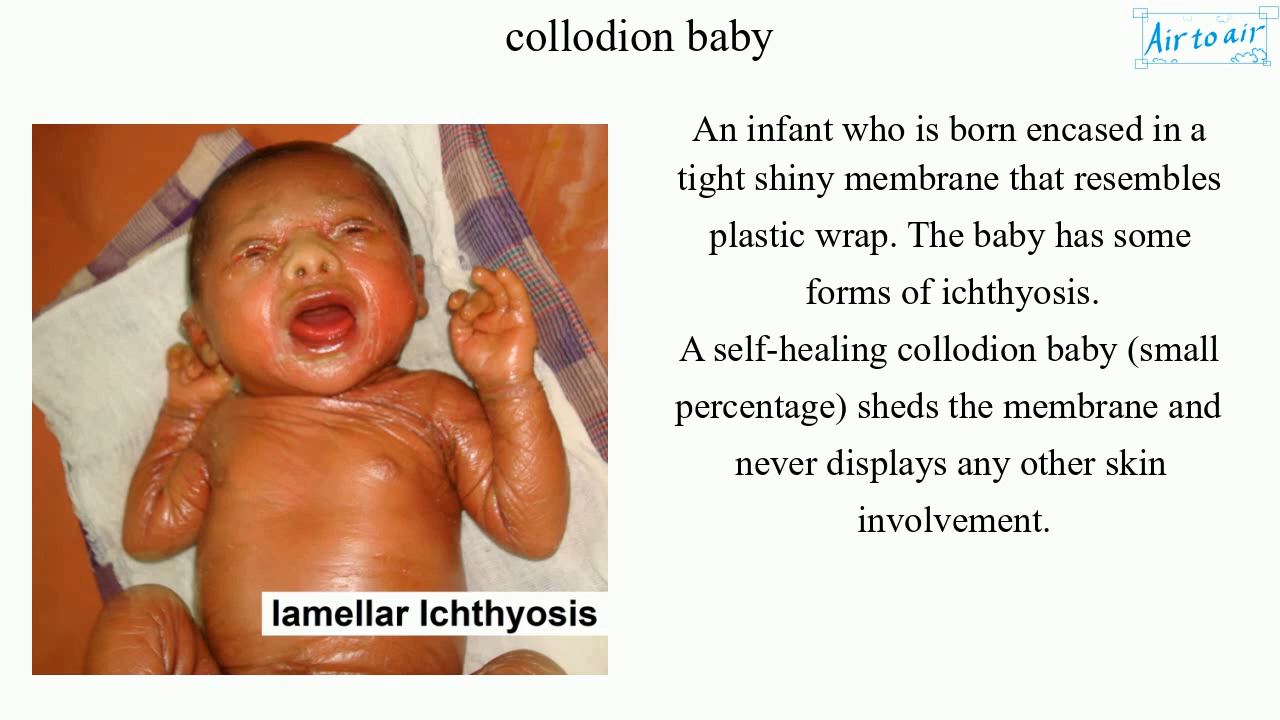 collodion baby
Air to air
An infant who is born encased in a
tight shiny membrane that resembles
plastic wrap. The baby has some
forms of ichthyosis.
A self-healing collodion baby (small
percentage) sheds the membrane and
never displays any other skin
involvement.
lamellar Ichthyosis